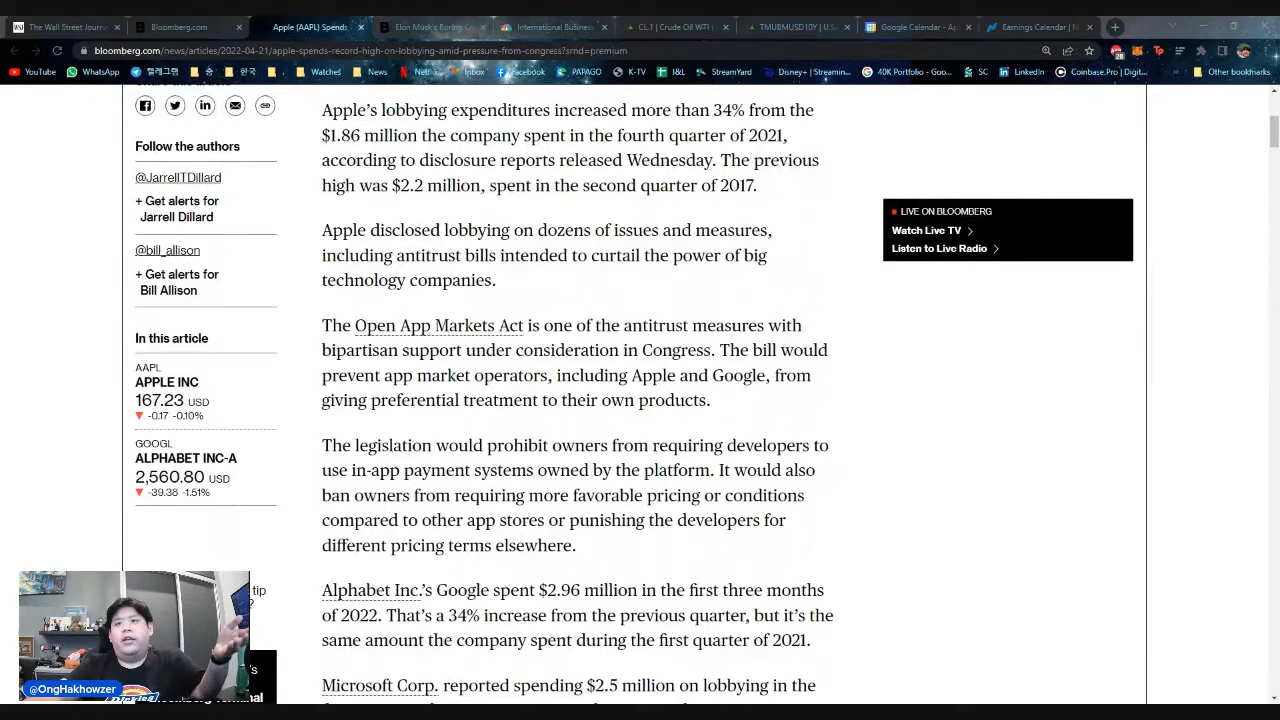 The Wall Street Journ
Bloomberg.com
Apple (AAPL) Spends
Elon Musk's Boring C
International Business
CL.1 | Crude Oil WTI
TMUBMUSD10Y | U.S
Google Calendar - Ap
Earnings Calendar | N
bloomberg.com/news/articles/2022-04-21/apple-spends-record-high-on-lobbying-amid-pressure-from-congress?smd=premium
YouTube
WhatsApp
텔레그램
줌
한국
Watches
News
Inbox
Facebook
PAPAGO
K-TV
I&L
StreamYard
Disney+ | Streamin...
40K Portfolio - Goo...
SC
LinkedIn
Coinbase.Pro | Digit...
Other bookmarks
Follow the authors
@JarrellTDillard
+ Get alerts for
Jarrell Dillard
@bill_allison
+ Get alerts for
Bill Allison
In this article
AAPL
APPLE INC
167.23 USD
▼ -0.17 -0.10%
GOOGL
ALPHABET INC-A
2,560.80 USD
▼ -39.38 -1.51%
tip
?
's
@OngHakhowzer
Terminal
Apple's lobbying expenditures increased more than 34% from the
$1.86 million the company spent in the fourth quarter of 2021,
according to disclosure reports released Wednesday. The previous
high was $2.2 million, spent in the second quarter of 2017.
Apple disclosed lobbying on dozens of issues and measures,
including antitrust bills intended to curtail the power of big
technology companies.
The Open App Markets Act is one of the antitrust measures with
bipartisan support under consideration in Congress. The bill would
prevent app market operators, including Apple and Google, from
giving preferential treatment to their own products.
The legislation would prohibit owners from requiring developers to
use in-app payment systems owned by the platform. It would also
ban owners from requiring more favorable pricing or conditions
compared to other app stores or punishing the developers for
different pricing terms elsewhere.
Alphabet Inc.'s Google spent $2.96 million in the first three months
of 2022. That's a 34% increase from the previous quarter, but it's the
same amount the company spent during the first quarter of 2021.
Microsoft Corp. reported spending $2.5 million on lobbying in the
LIVE ON BLOOMBERG
Watch Live TV
Listen to Live Radio